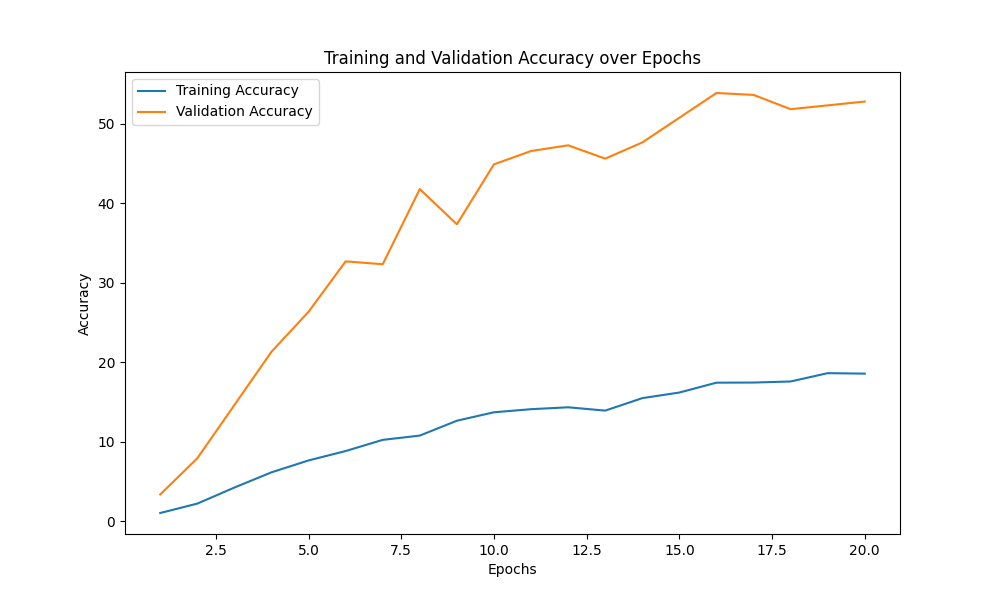 Training and Validation Accuracy over Epochs
Training Accuracy
Validation Accuracy
Accuracy
50
40
30
20
10
0
2.5 5.0 7.5 10.0 12.5 15.0 17.5 20.0
Epochs